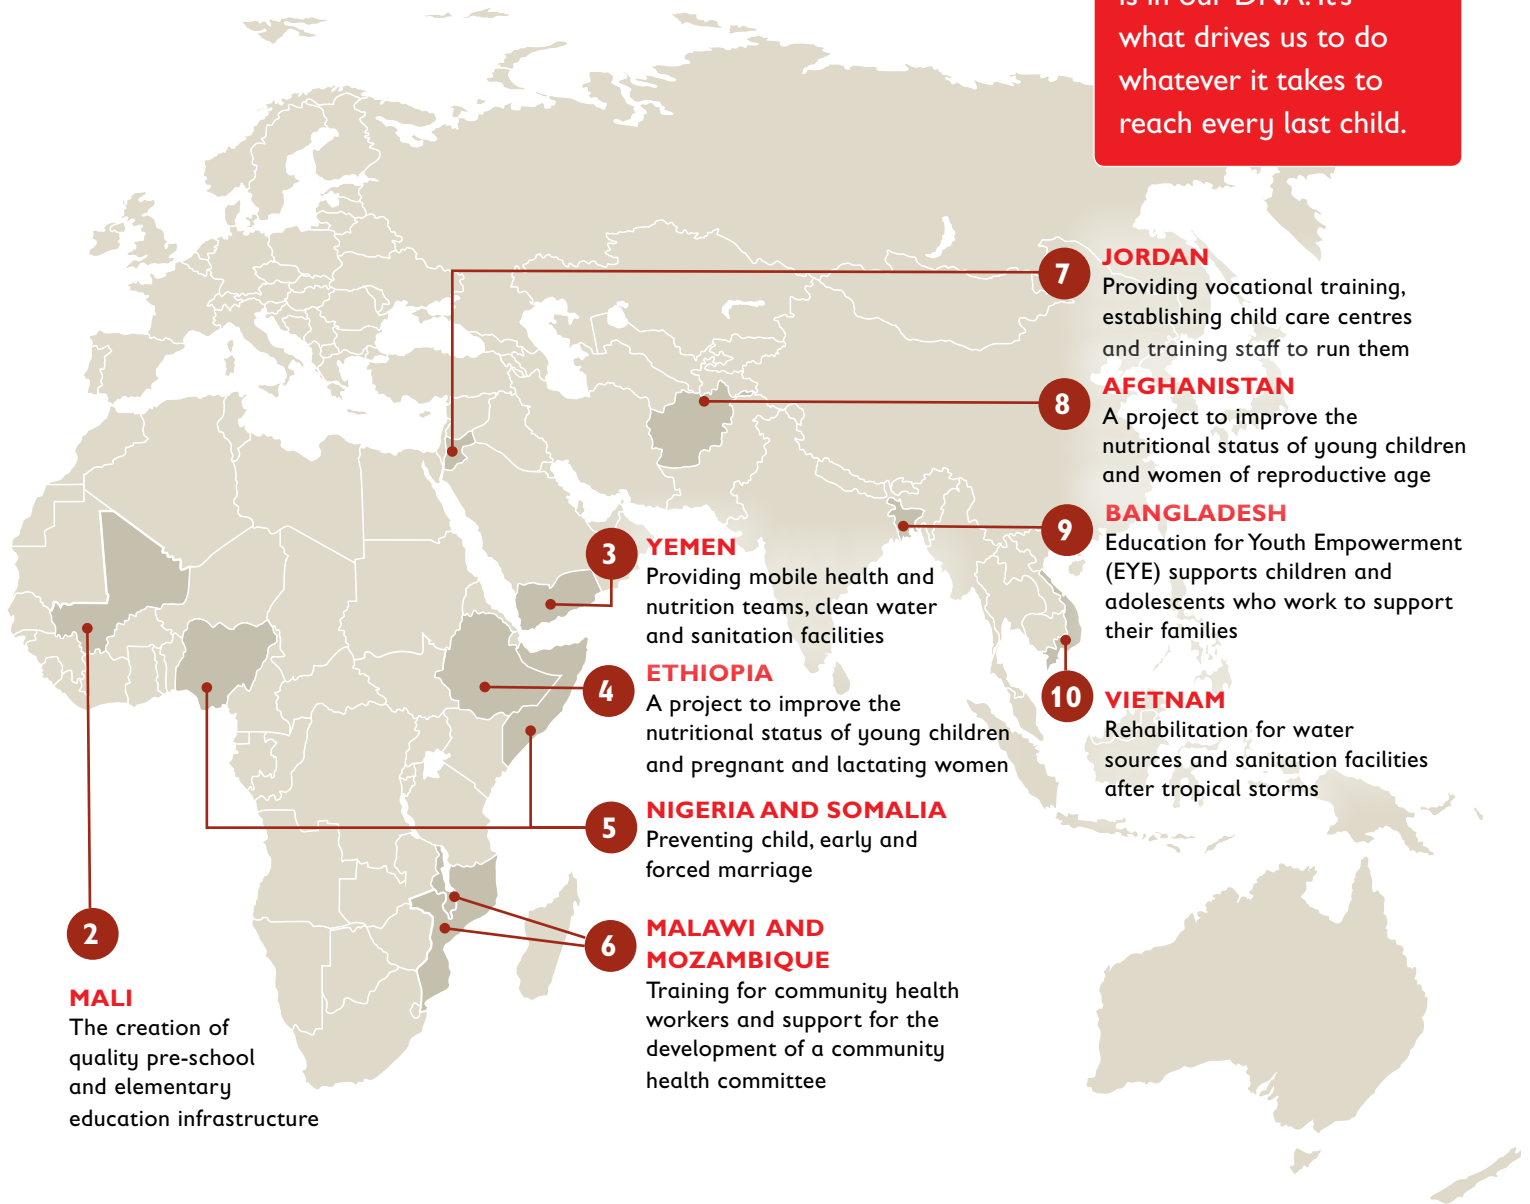 is in our DNA. It's
what drives us to do
whatever it takes to
reach every last child.
7
JORDAN
Providing vocational training,
establishing child care centres
and training staff to run them
8
AFGHANISTAN
A project to improve the
nutritional status of young children
and women of reproductive age
9
BANGLADESH
Education for Youth Empowerment
(EYE) supports children and
adolescents who work to support
their families
10
VIETNAM
Rehabilitation for water
sources and sanitation facilities
after tropical storms
3
YEMEN
Providing mobile health and
nutrition teams, clean water
and sanitation facilities
4
ETHIOPIA
A project to improve the
nutritional status of young children
and pregnant and lactating women
5
NIGERIA AND SOMALIA
Preventing child, early and
forced marriage
6
MALAWI AND
MOZAMBIQUE
Training for community health
workers and support for the
development of a community
health committee
2
MALI
The creation of
quality pre-school
and elementary
education infrastructure